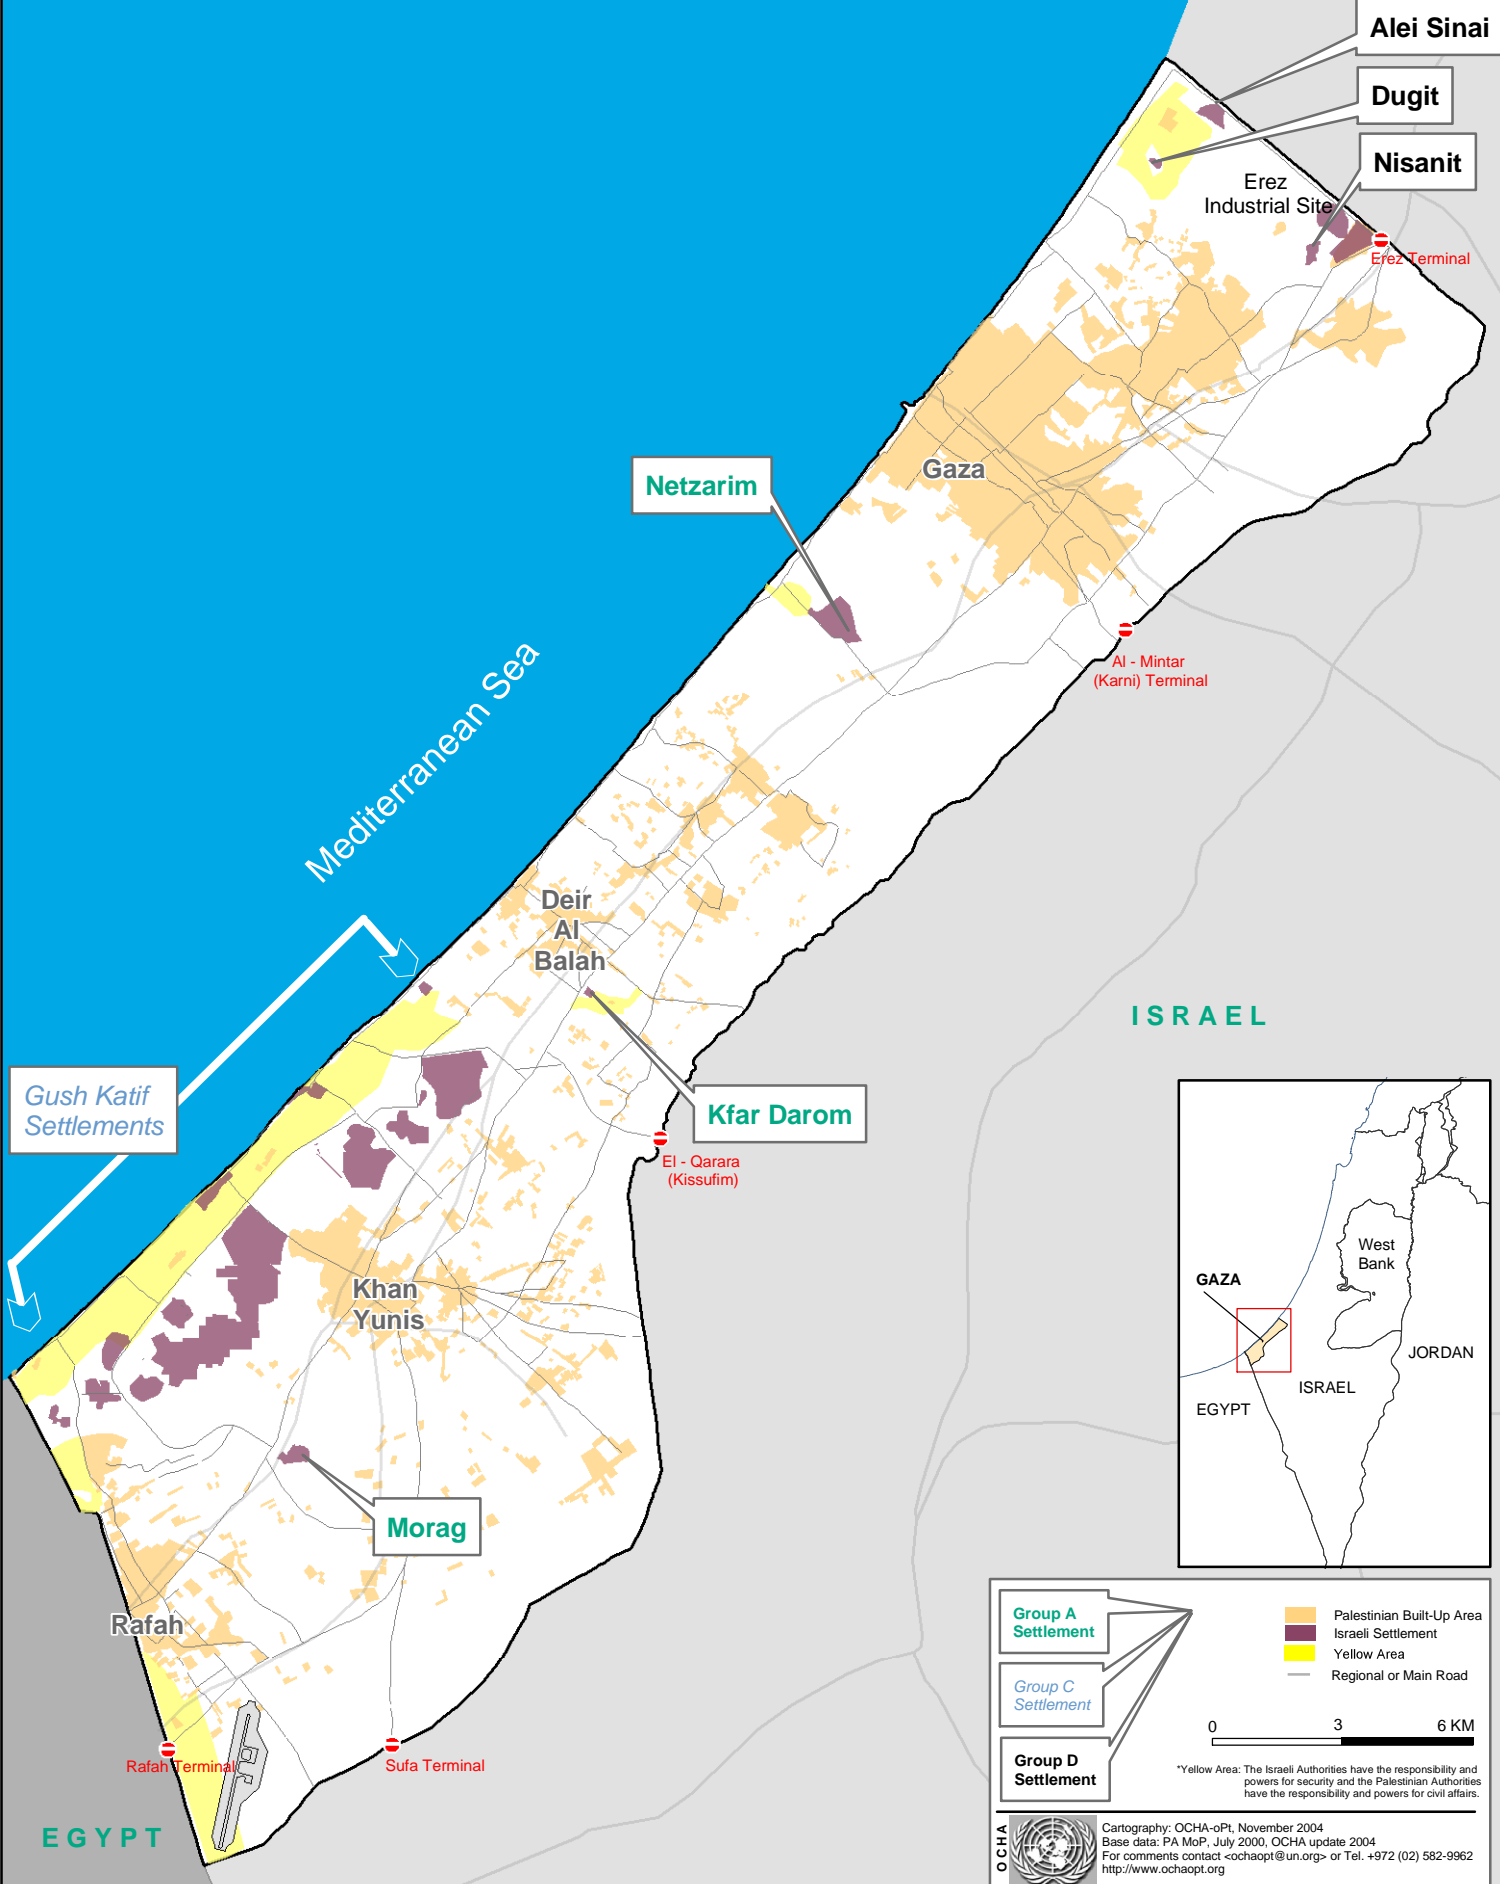 Alei Sinai
Dugit
Nisanit
Erez
Industrial Site
Erez Terminal
Gaza
Netzarim
Al - Mintar
(Karni) Terminal
Mediterranean Sea
Deir
Al
Balah
ISRAEL
Gush Katif
Settlements
Kfar Darom
El - Qarara
(Kissufim)
Khan
Yunis
Morag
Rafah
Rafah Terminal
Sufa Terminal
EGYPT
West
Bank
GAZA
JORDAN
ISRAEL
EGYPT
Group A
Settlement
Group C
Settlement
Group D
Settlement
Palestinian Built-Up Area
Israeli Settlement
Yellow Area
Regional or Main Road
0 3 6 KM
*Yellow Area: The Israeli Authorities have the responsibility and
powers for security and the Palestinian Authorities
have the responsibility and powers for civil affairs.
OCHA
Cartography: OCHA-oPt, November 2004
Base data: PA MoP, July 2000, OCHA update 2004
For comments contact <ochaopt@un.org> or Tel. +972 (02) 582-9962
http://www.ochaopt.org